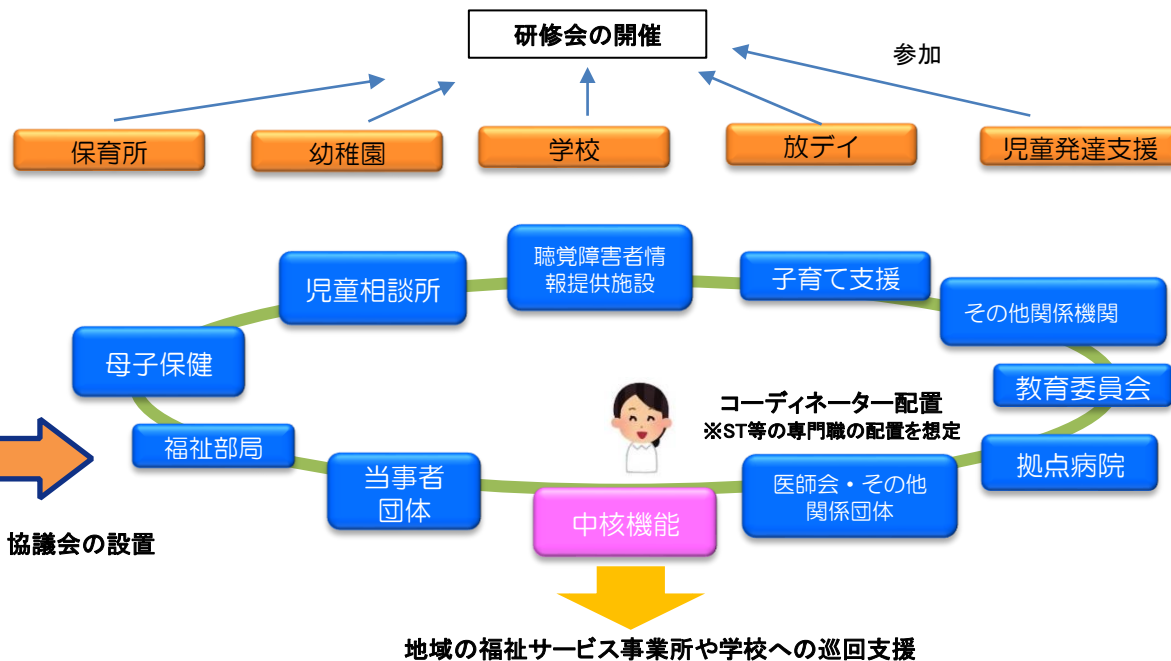 研修会の開催
参加
保育所
幼稚園
学校
放デイ
児童発達支援
聴覚障害者情
報提供施設
児童相談所
子育て支援
その他関係機関
母子保健
教育委員会
コーディネーター配置
※ST等の専門職の配置を想定
福祉部局
拠点病院
当事者
団体
医師会・その他
関係団体
中核機能
協議会の設置
地域の福祉サービス事業所や学校への巡回支援